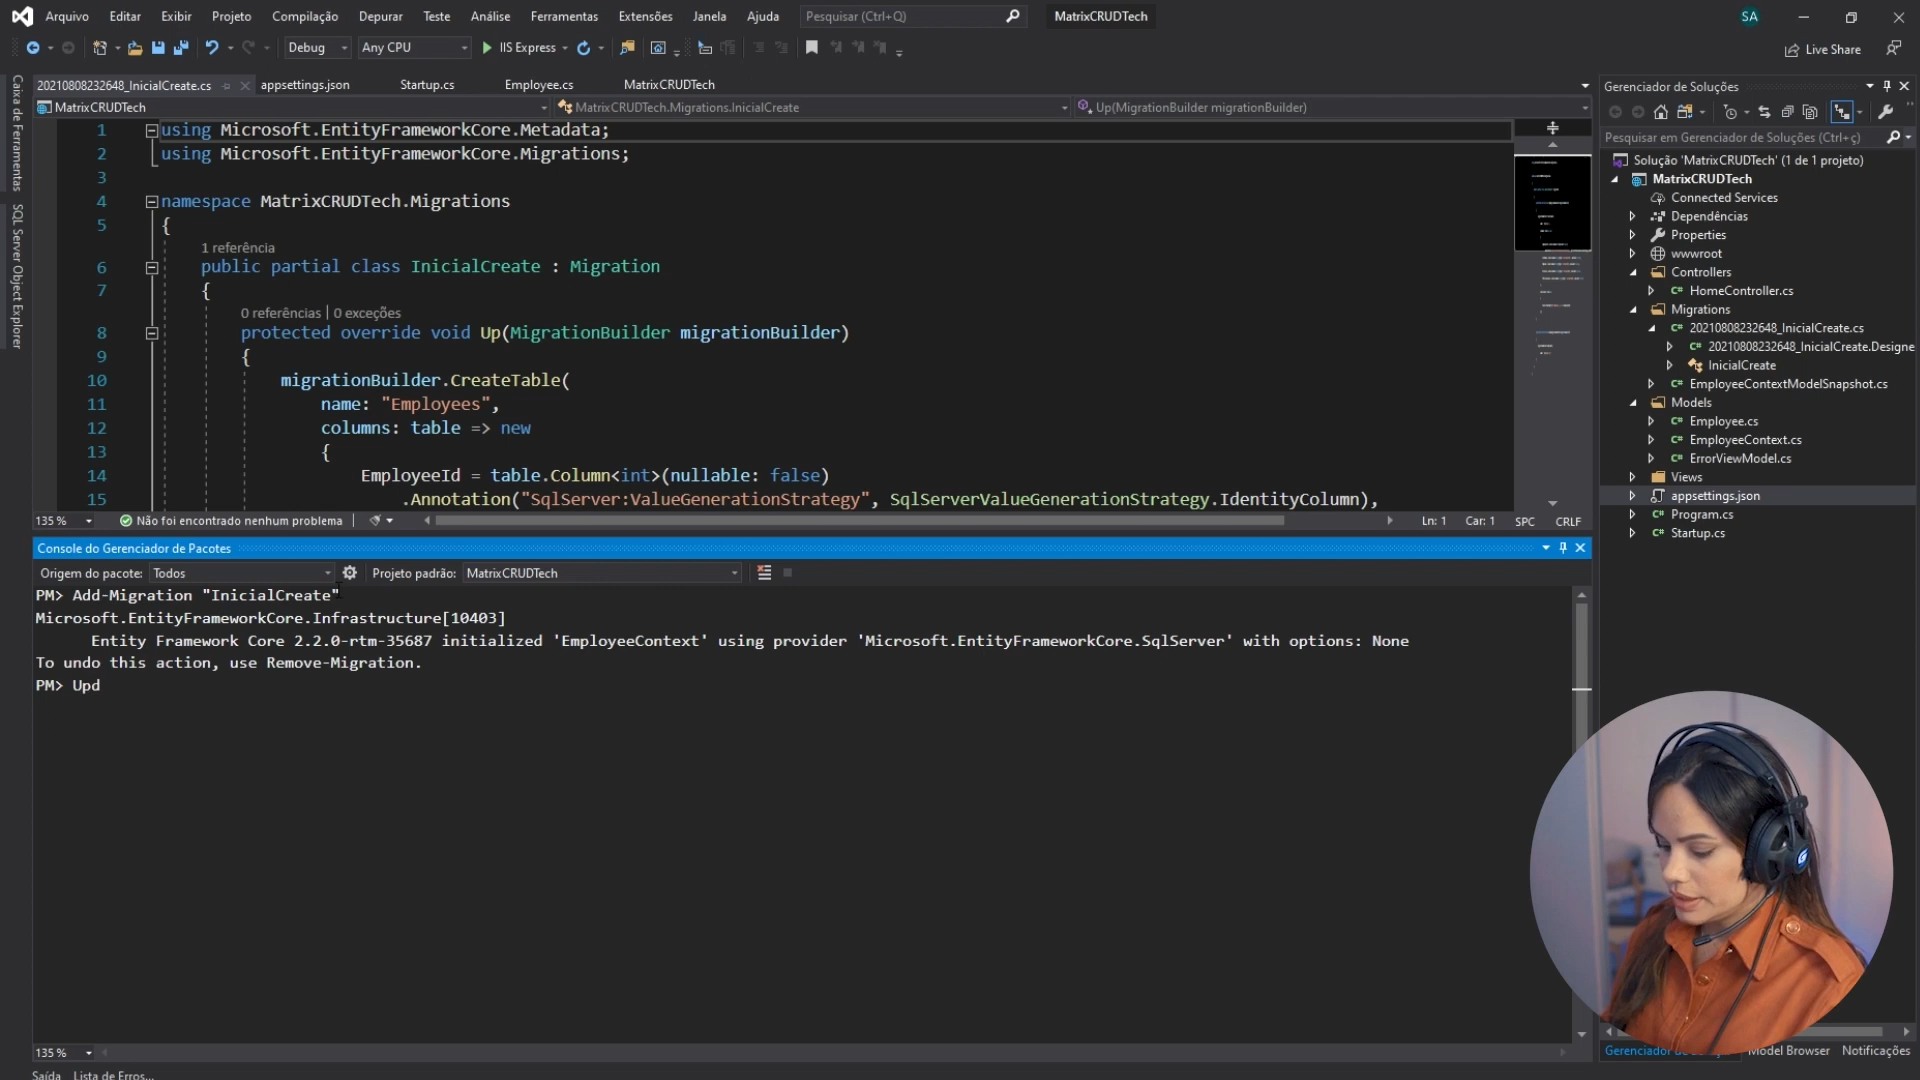 Arquivo Editar Exibir Projeto Compilação Depurar Teste Análise Ferramentas Extensões Janela Ajuda Pesquisar (Ctrl+Q) MatrixCRUDTech SA
Debug Any CPU IIS Express Live Share
20210808232648_InicialCreate.cs appsettings.json Startup.cs Employee.cs MatrixCRUDTech
MatrixCRUDTech MatrixCRUDTech.Migrations.InicialCreate Up(MigrationBuilder migrationBuilder)
1 using Microsoft.EntityFrameworkCore.Metadata;
2 using Microsoft.EntityFrameworkCore.Migrations;
3
4 namespace MatrixCRUDTech.Migrations
5 {
1 referência
6 public partial class InicialCreate : Migration
7 {
0 referências | 0 exceções
8 protected override void Up(MigrationBuilder migrationBuilder)
9 {
10 migrationBuilder.CreateTable(
11 name: "Employees",
12 columns: table => new
13 {
14 EmployeeId = table.Column<int>(nullable: false)
15 .Annotation("SqlServer:ValueGenerationStrategy", SqlServerValueGenerationStrategy.IdentityColumn),
135 % Não foi encontrado nenhum problema Ln: 1 Car: 1 SPC CRLF
Console do Gerenciador de Pacotes
Origem do pacote: Todos Projeto padrão: MatrixCRUDTech
PM> Add-Migration "InicialCreate"
Microsoft.EntityFrameworkCore.Infrastructure[10403]
Entity Framework Core 2.2.0-rtm-35687 initialized 'EmployeeContext' using provider 'Microsoft.EntityFrameworkCore.SqlServer' with options: None
To undo this action, use Remove-Migration.
PM> Upd
135 %
Saída Lista de Erros...
Caixa de Ferramentas
SQL Server Object Explorer
Gerenciador de Soluções
Pesquisar em Gerenciador de Soluções (Ctrl+ç)
Solução 'MatrixCRUDTech' (1 de 1 projeto)
MatrixCRUDTech
Connected Services
Dependências
Properties
wwwroot
Controllers
C# HomeController.cs
Migrations
C# 20210808232648_InicialCreate.cs
C# 20210808232648_InicialCreate.Designe
InicialCreate
C# EmployeeContextModelSnapshot.cs
Models
C# Employee.cs
C# EmployeeContext.cs
C# ErrorViewModel.cs
Views
appsettings.json
C# Program.cs
C# Startup.cs
Gerenciador Model Browser Notificações